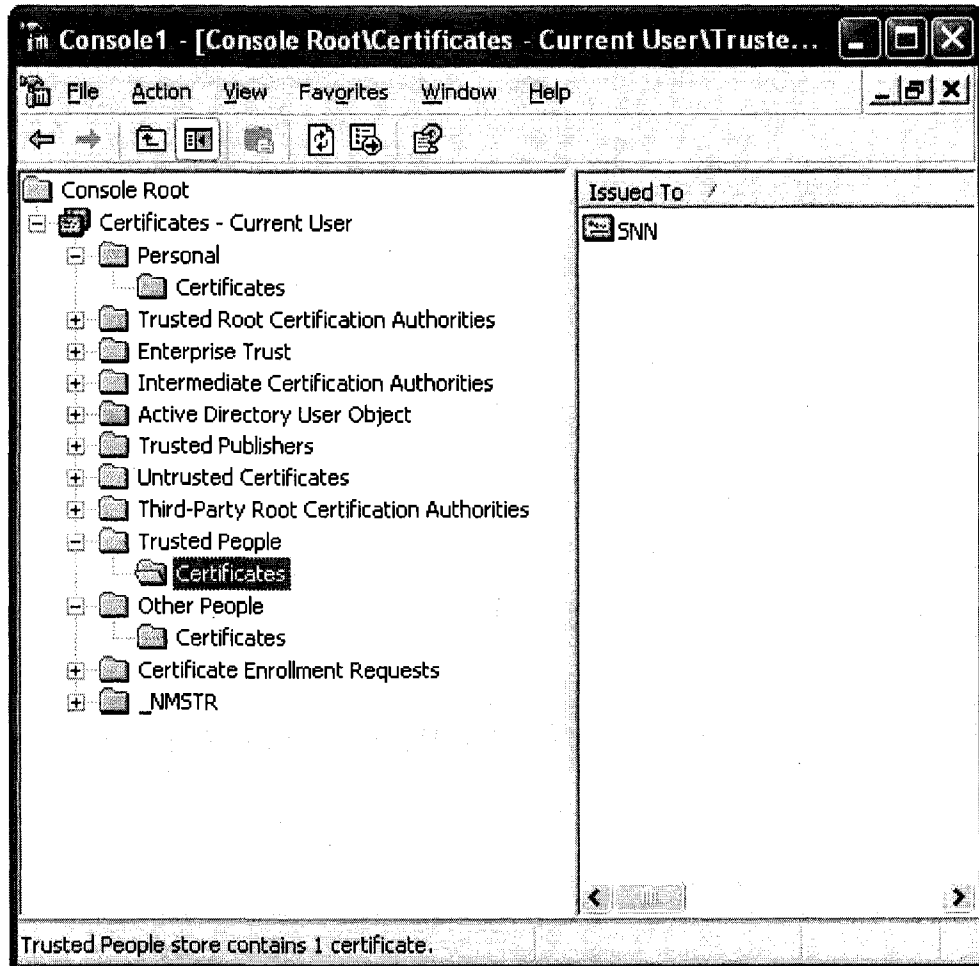 Console1 - [Console Root\Certificates - Current User\Truste...
File Action View Favorites Window Help
Console Root
Certificates - Current User
Personal
Certificates
Trusted Root Certification Authorities
Enterprise Trust
Intermediate Certification Authorities
Active Directory User Object
Trusted Publishers
Untrusted Certificates
Third-Party Root Certification Authorities
Trusted People
Certificates
Other People
Certificates
Certificate Enrollment Requests
_NMSTR
Issued To
SNN
Trusted People store contains 1 certificate.